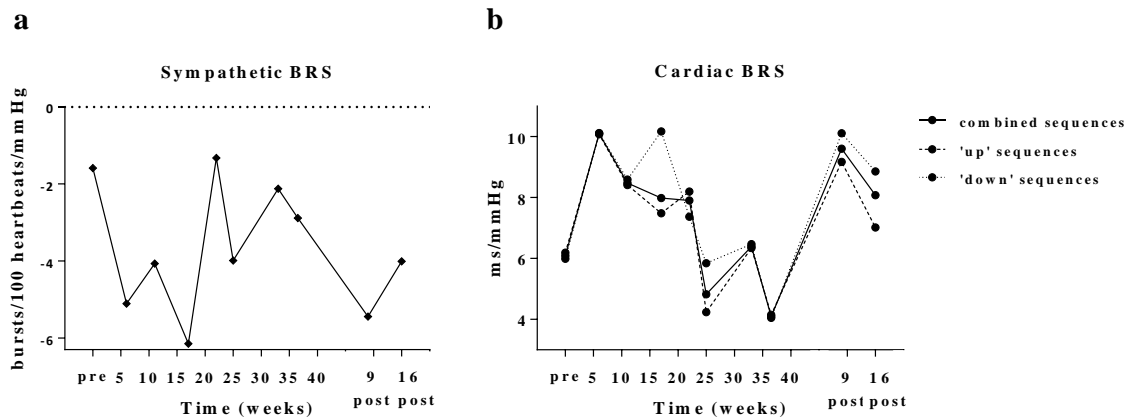 a
Sympathetic BRS
bursts/100 heartbeats/mmHg
0
-2
-4
-6
pre 5 10 15 20 25 30 35 40 9 16
post post
Time (weeks)
b
Cardiac BRS
ms/mmHg
10
8
6
4
pre 5 10 15 20 25 30 35 40 9 16
post post
Time (weeks)
combined sequences
'up' sequences
'down' sequences